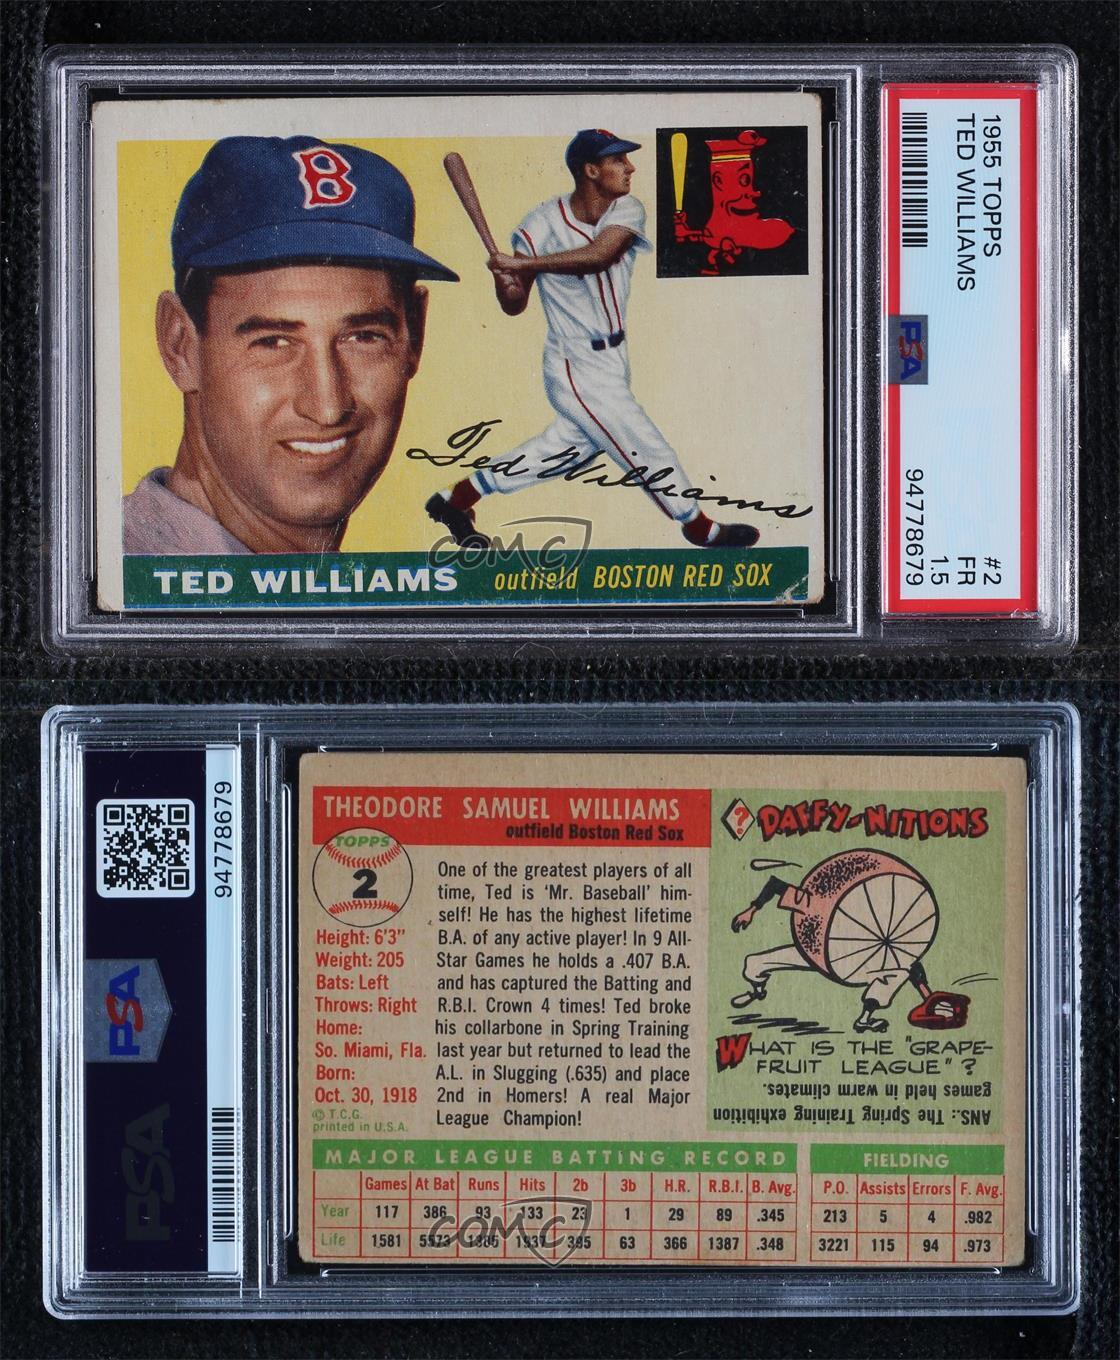 B
Ted Williams
TED WILLIAMS outfield BOSTON RED SOX
COMC
1955 TOPPS
TED WILLIAMS
PSA
#2
FR
1.5
94778679
94778679
PSA
PSA
THEODORE SAMUEL WILLIAMS
outfield Boston Red Sox
TOPPS
2
Height: 6'3"
Weight: 205
Bats: Left
Throws: Right
Home:
So. Miami, Fla.
Born:
Oct. 30, 1918
© T.C.G.
printed in U.S.A.
One of the greatest players of all
time, Ted is 'Mr. Baseball' him-
self! He has the highest lifetime
B.A. of any active player! In 9 All-
Star Games he holds a .407 B.A.
and has captured the Batting and
R.B.I. Crown 4 times! Ted broke
his collarbone in Spring Training
last year but returned to lead the
A.L. in Slugging (.635) and place
2nd in Homers! A real Major
League Champion!
? DAFFY-NITIONS
WHAT IS THE "GRAPE-
FRUIT LEAGUE"?
ANS.: The Spring Training exhibition
games held in warm climates.
MAJOR LEAGUE BATTING RECORD FIELDING
Games At Bat Runs Hits 2b 3b H.R. R.B.I. B. Avg. P.O. Assists Errors F. Avg.
Year 117 386 93 133 23 1 29 89 .345 213 5 4 .982
Life 1581 5573 1386 1937 385 63 366 1387 .348 3221 115 94 .973
COMC